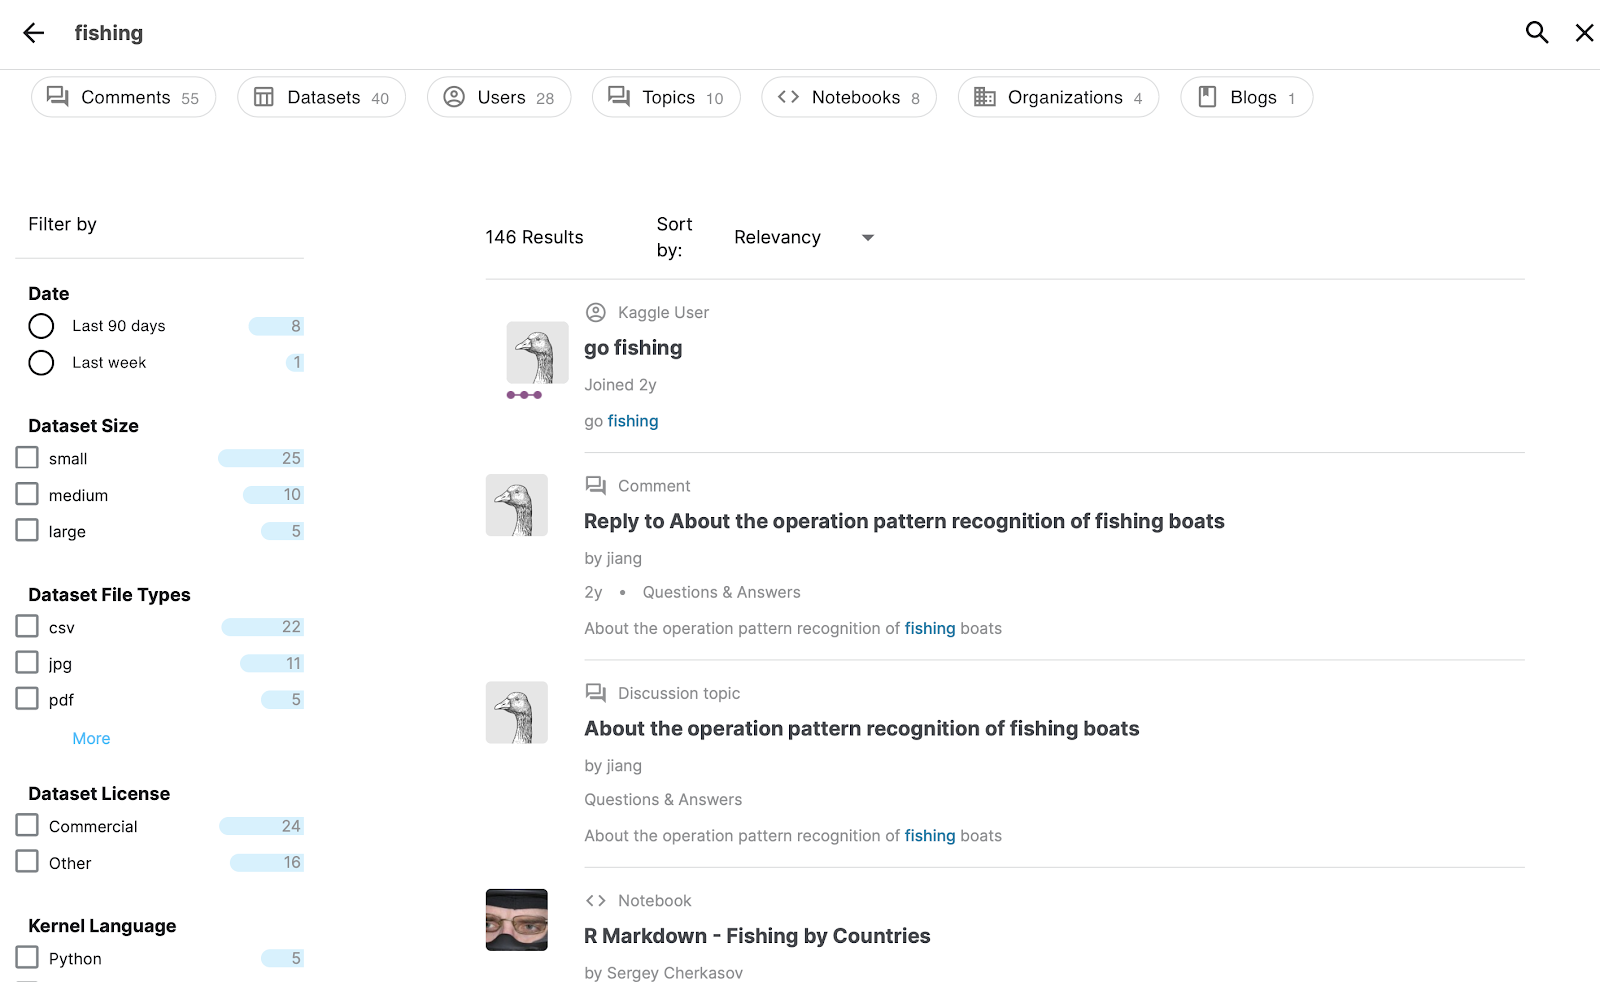 fishing
Comments 55
Datasets 40
Users 28
Topics 10
Notebooks 8
Organizations 4
Blogs 1
Filter by
Date
Last 90 days 8
Last week 1
Dataset Size
small 25
medium 10
large 5
Dataset File Types
csv 22
jpg 11
pdf 5
More
Dataset License
Commercial 24
Other 16
Kernel Language
Python 5
146 Results
Sort
by:
Relevancy
Kaggle User
go fishing
Joined 2y
go fishing
Comment
Reply to About the operation pattern recognition of fishing boats
by jiang
2y • Questions & Answers
About the operation pattern recognition of fishing boats
Discussion topic
About the operation pattern recognition of fishing boats
by jiang
Questions & Answers
About the operation pattern recognition of fishing boats
Notebook
R Markdown - Fishing by Countries
by Sergey Cherkasov